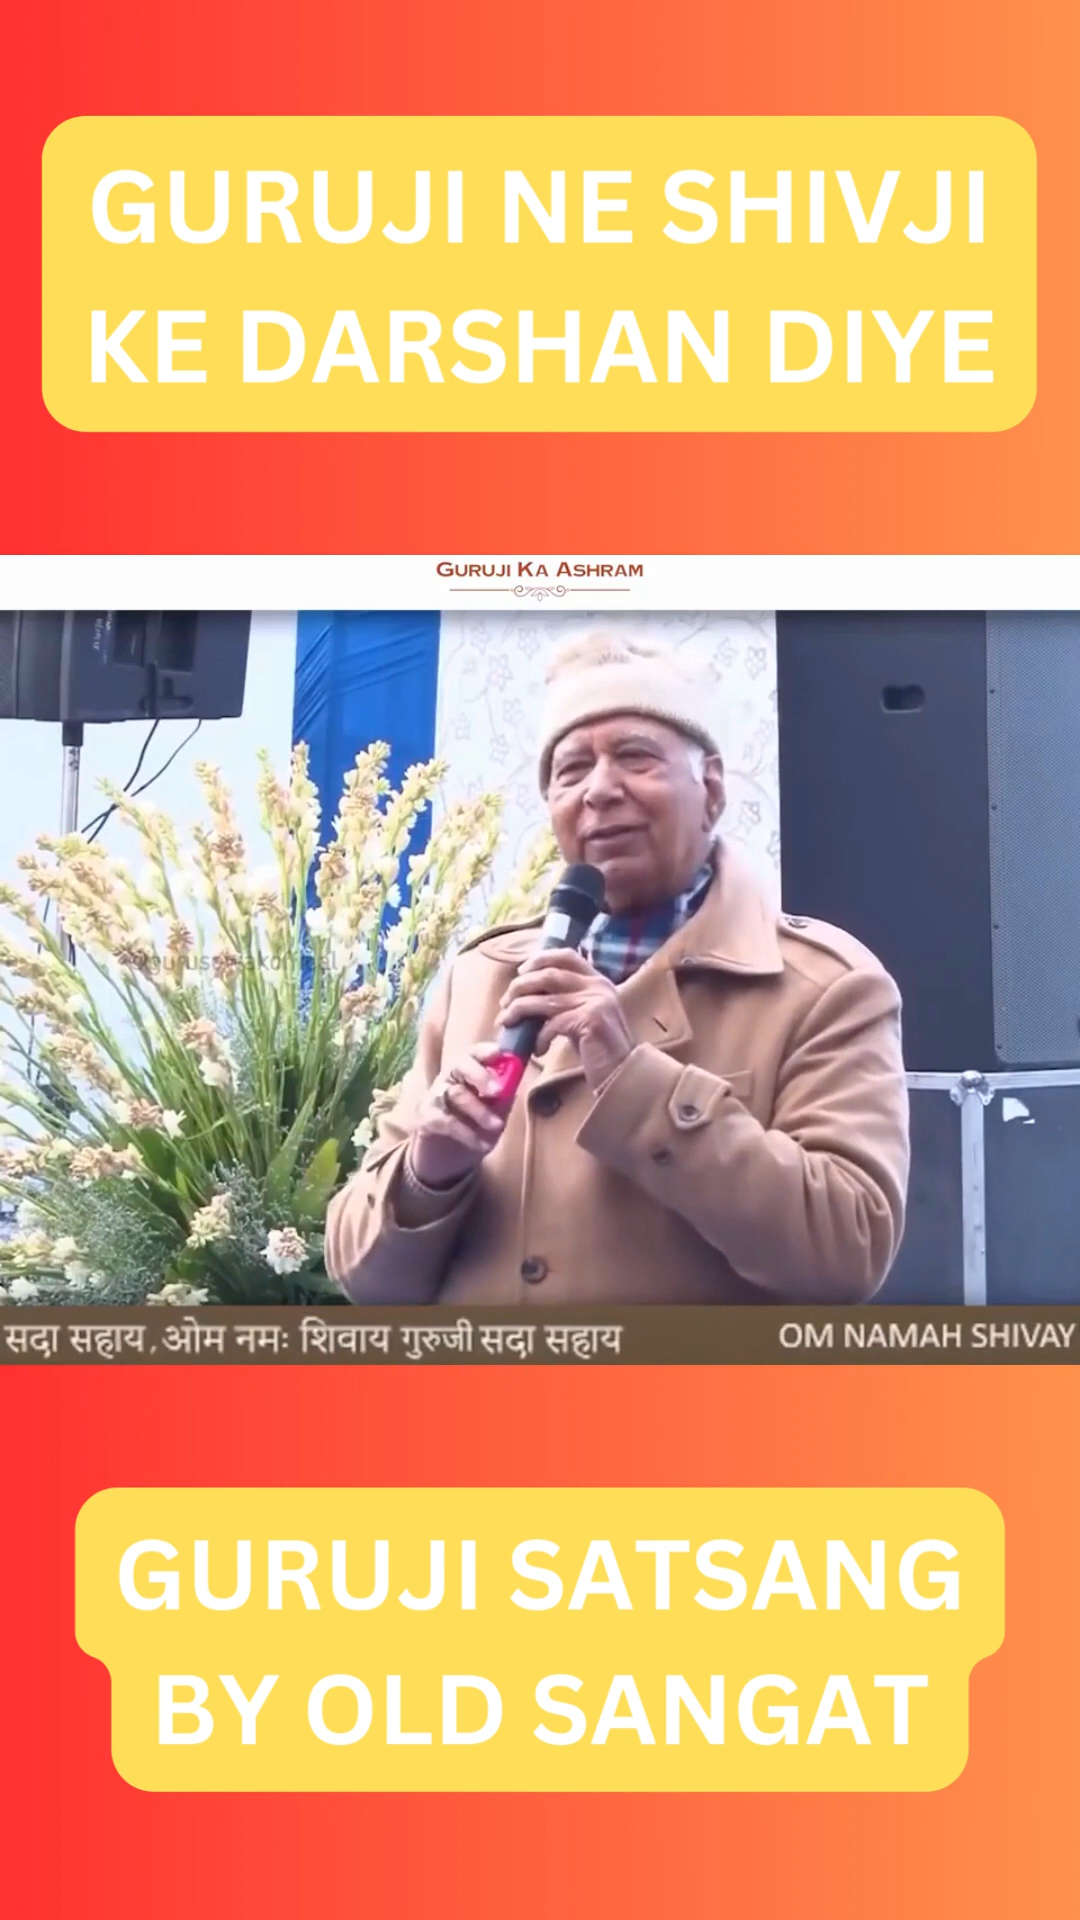 GURUJI NE SHIVJI
KE DARSHAN DIYE
GURUJI KA ASHRAM
सदा सहाय, ओम नमः शिवाय गुरुजी सदा सहाय OM NAMAH SHIVAY
GURUJI SATSANG
BY OLD SANGAT